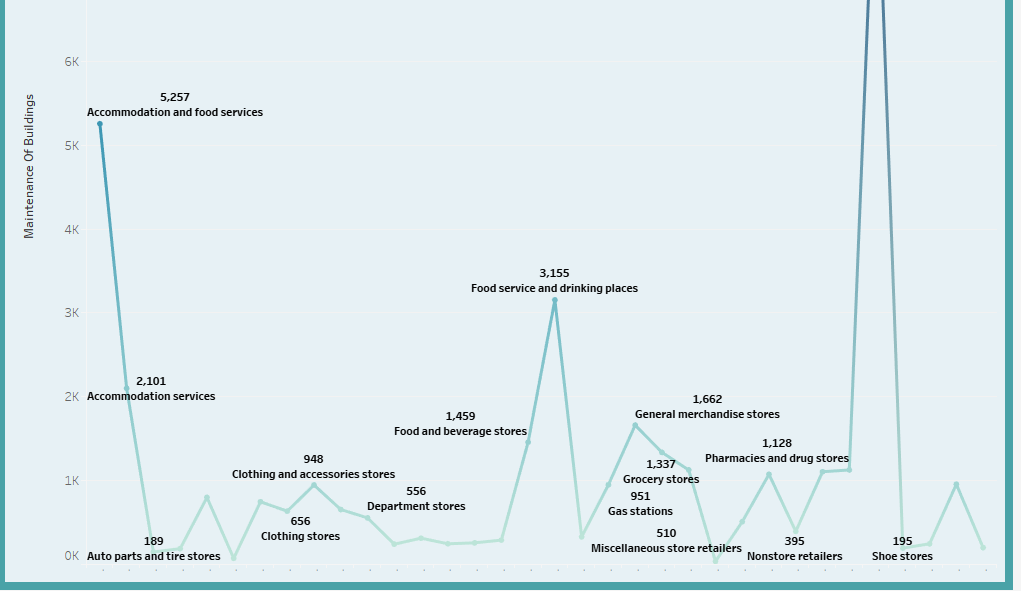 6K
5,257
Accommodation and food services
Maintenance Of Buildings
5K
4K
3,155
Food service and drinking places
3K
2,101
Accommodation services
2K
1,662
General merchandise stores
1,459
Food and beverage stores
1,128
Pharmacies and drug stores
948
Clothing and accessories stores
1,337
Grocery stores
1K
556
Department stores
951
Gas stations
656
Clothing stores
510
Miscellaneous store retailers
189
Auto parts and tire stores
395
Nonstore retailers
195
Shoe stores
0K